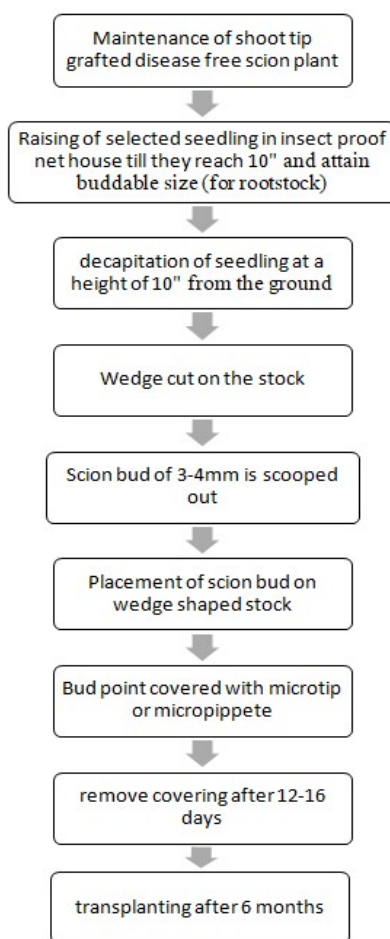 Maintenance of shoot tip
grafted disease free scion plant
Raising of selected seedling in insect proof
net house till they reach 10" and attain
buddable size (for rootstock)
decapitation of seedling at a
height of 10" from the ground
Wedge cut on the stock
Scion bud of 3-4mm is scooped
out
Placement of scion bud on
wedge shaped stock
Bud point covered with microtip
or micropippete
remove covering after 12-16
days
transplanting after 6 months